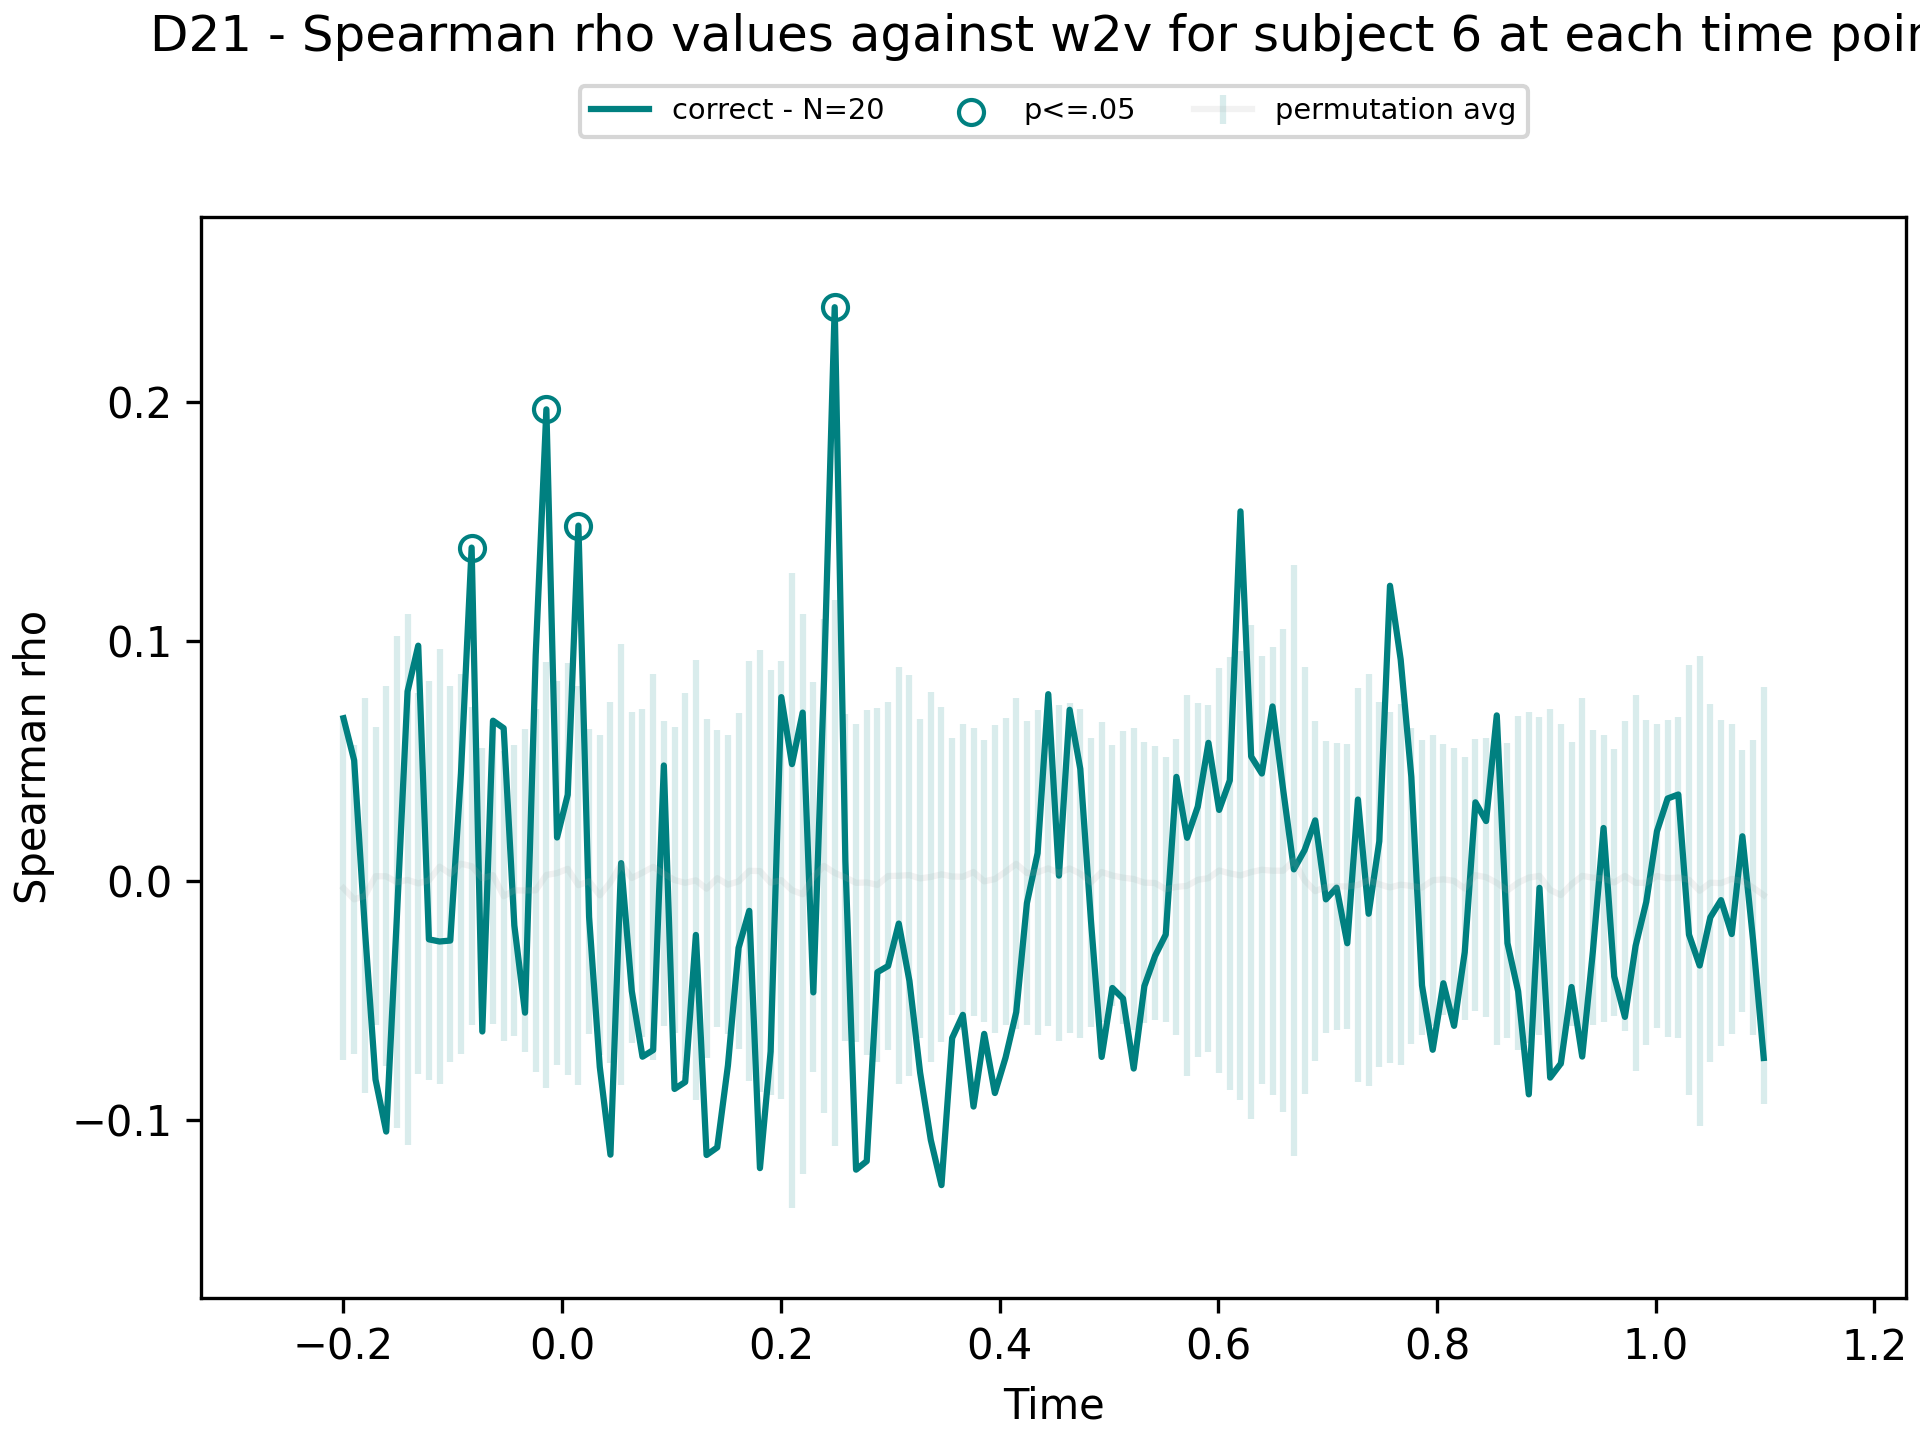 D21 - Spearman rho values against w2v for subject 6 at each time
correct - N=20 p<=.05 permutation avg
Spearman rho
0.2
0.1
0.0
−0.1
−0.2 0.0 0.2 0.4 0.6 0.8 1.0 1.2
Time